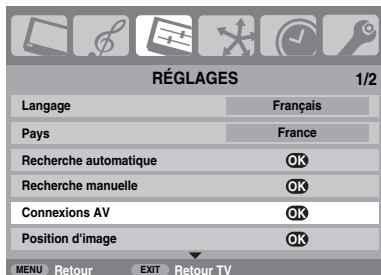 RÉGLAGES 1/2
Langage Français
Pays France
Recherche automatique OK
Recherche manuelle OK
Connexions AV OK
Position d'image OK
MENU Retour EXIT Retour TV